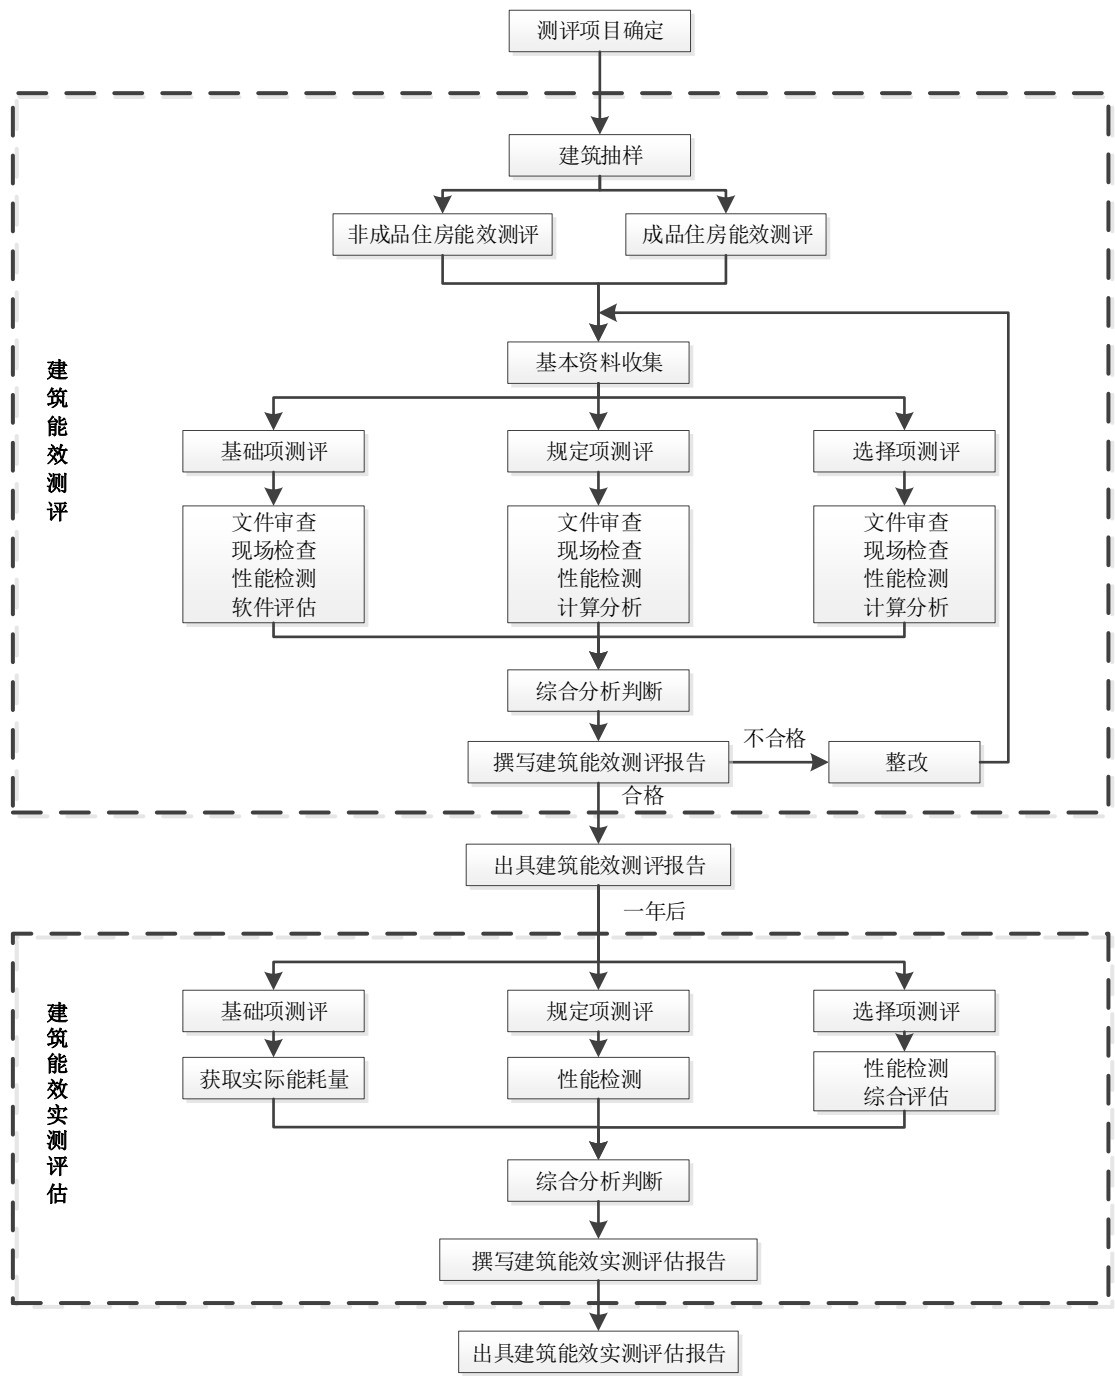 测评项目确定
建筑抽样
非成品住房能效测评
成品住房能效测评
基本资料收集
建筑能效测评
基础项测评
规定项测评
选择项测评
文件审查
现场检查
性能检测
软件评估
文件审查
现场检查
性能检测
计算分析
文件审查
现场检查
性能检测
计算分析
综合分析判断
撰写建筑能效测评报告
不合格
整改
合格
出具建筑能效测评报告
一年后
建筑能效实测评估
基础项测评
规定项测评
选择项测评
获取实际能耗量
性能检测
性能检测
综合评估
综合分析判断
撰写建筑能效实测评估报告
出具建筑能效实测评估报告